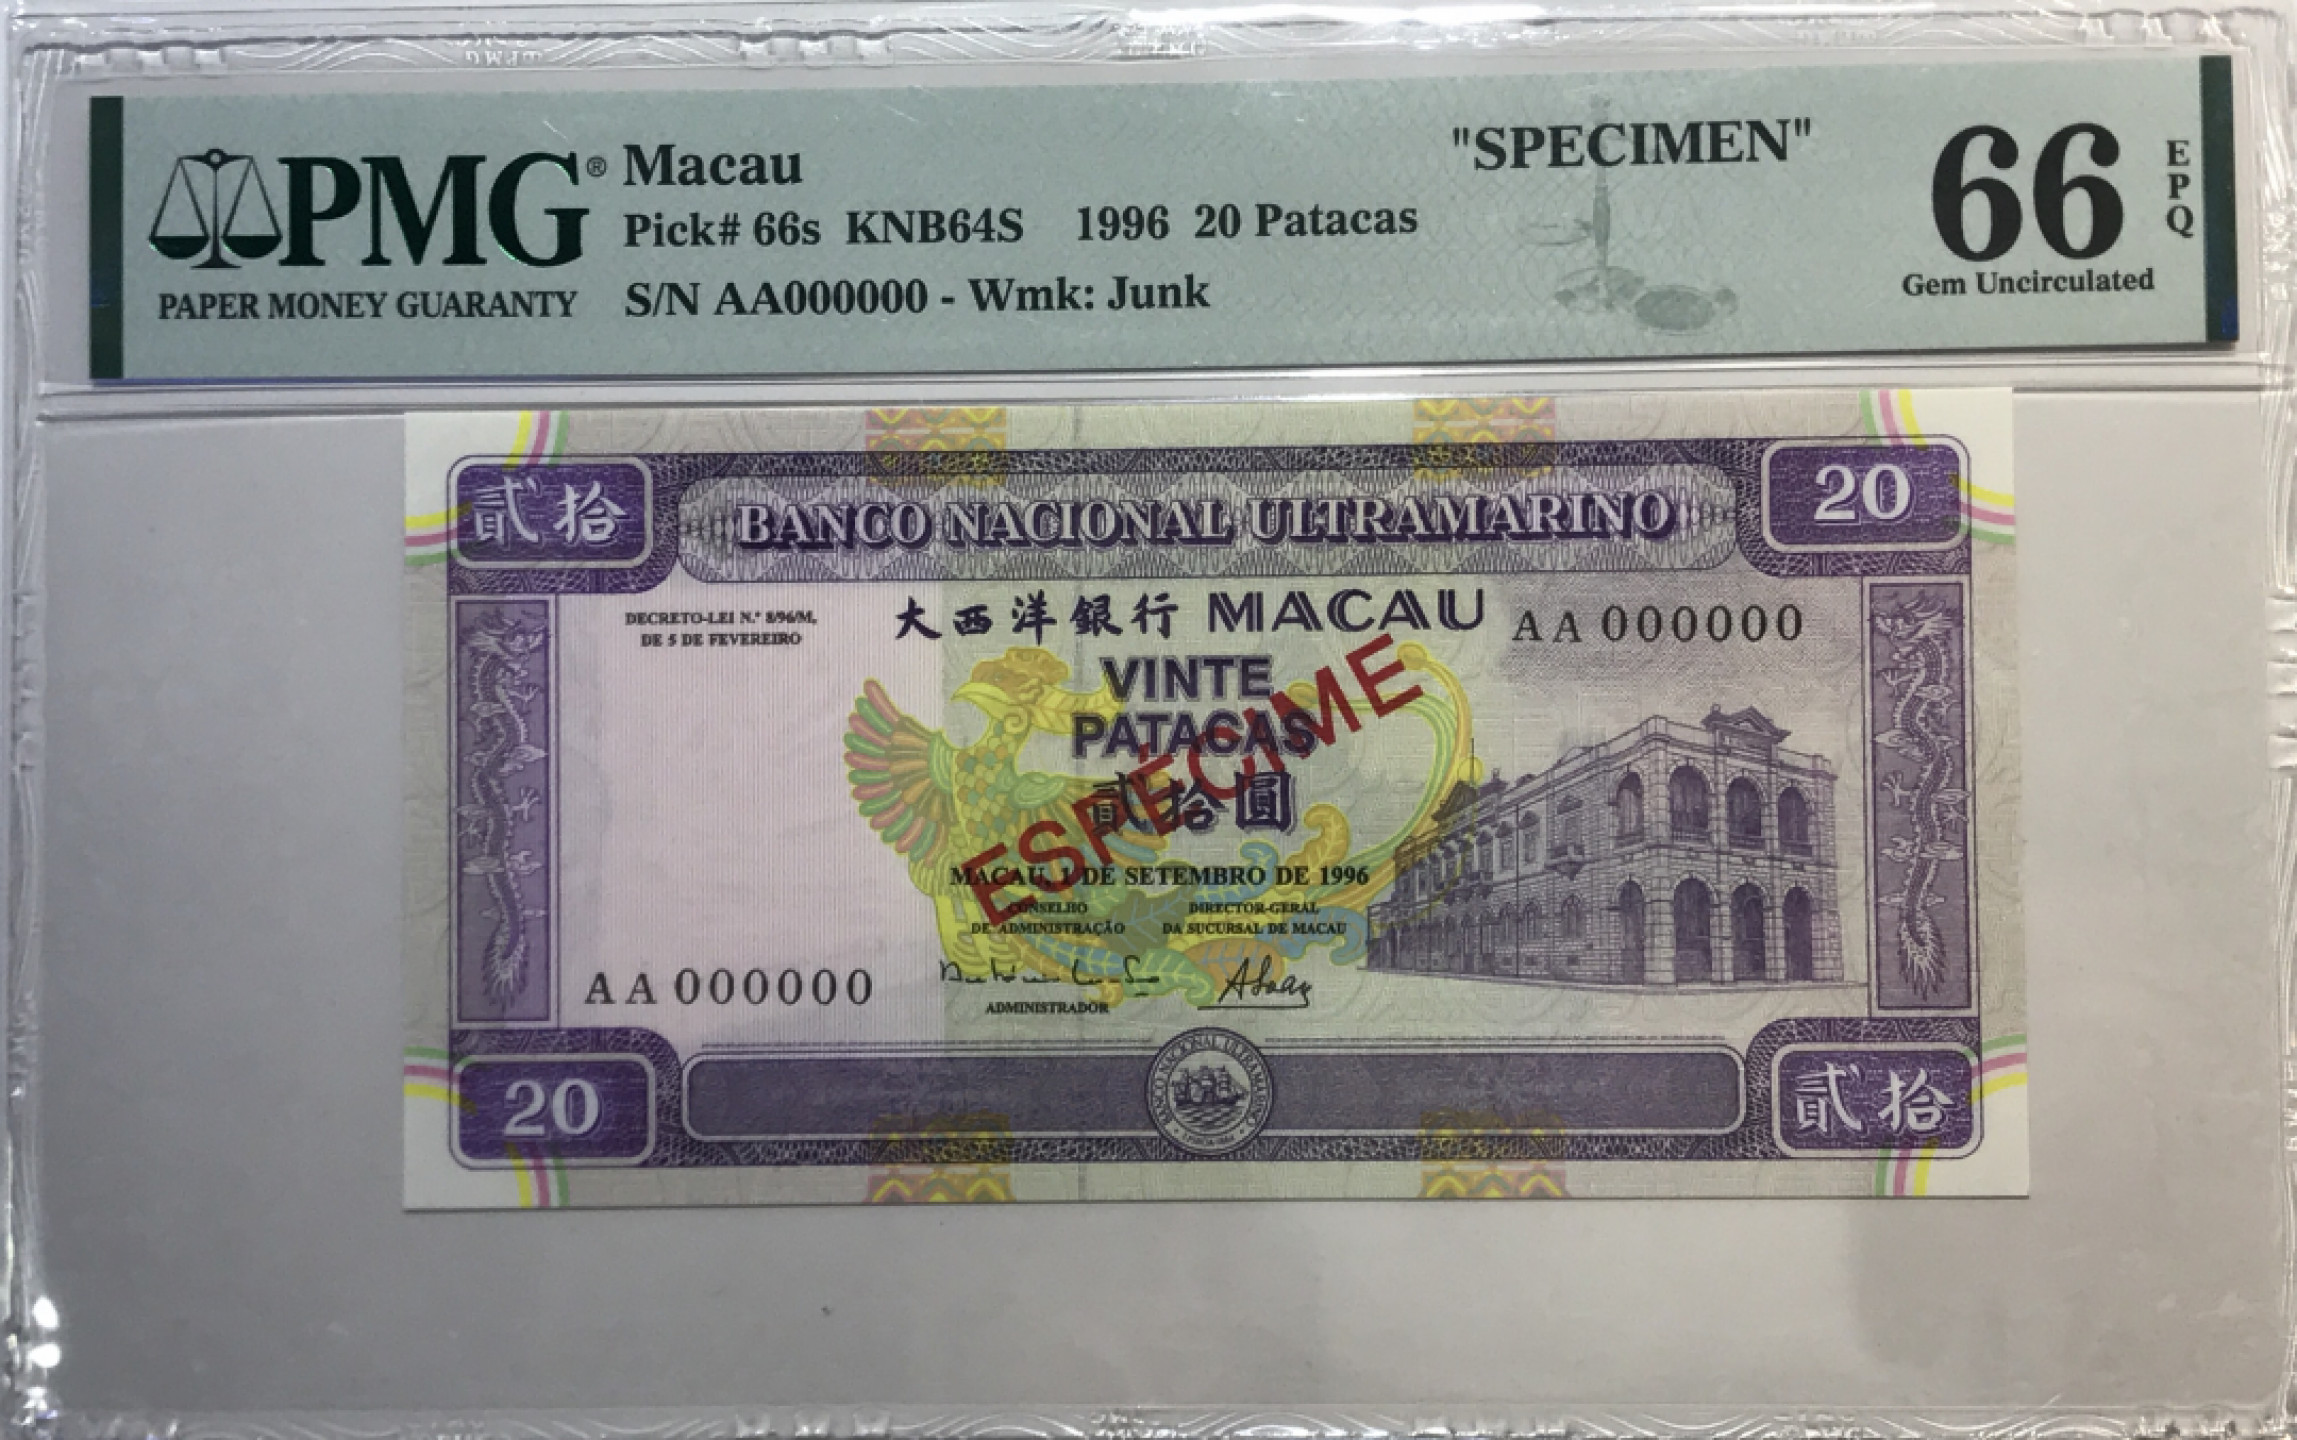 PMG®
PAPER MONEY GUARANTY
Macau
Pick# 66s KNB64S 1996 20 Patacas
S/N AA000000 - Wmk: Junk
"SPECIMEN"
66
EPQ
Gem Uncirculated
貳拾
BANCO NACIONAL ULTRAMARINO
20
DECRETO-LEI N.º 8/96/M,
DE 5 DE FEVEREIRO
大西洋銀行 MACAU
AA 000000
VINTE
PATACAS
貳拾圓
ESPÉCIME
MACAU, 1 DE SETEMBRO DE 1996
CONSELHO
DE ADMINISTRAÇÃO
DIRECTOR-GERAL
DA SUCURSAL DE MACAU
AA 000000
ADMINISTRADOR
20
BANCO NACIONAL ULTRAMARINO
貳拾